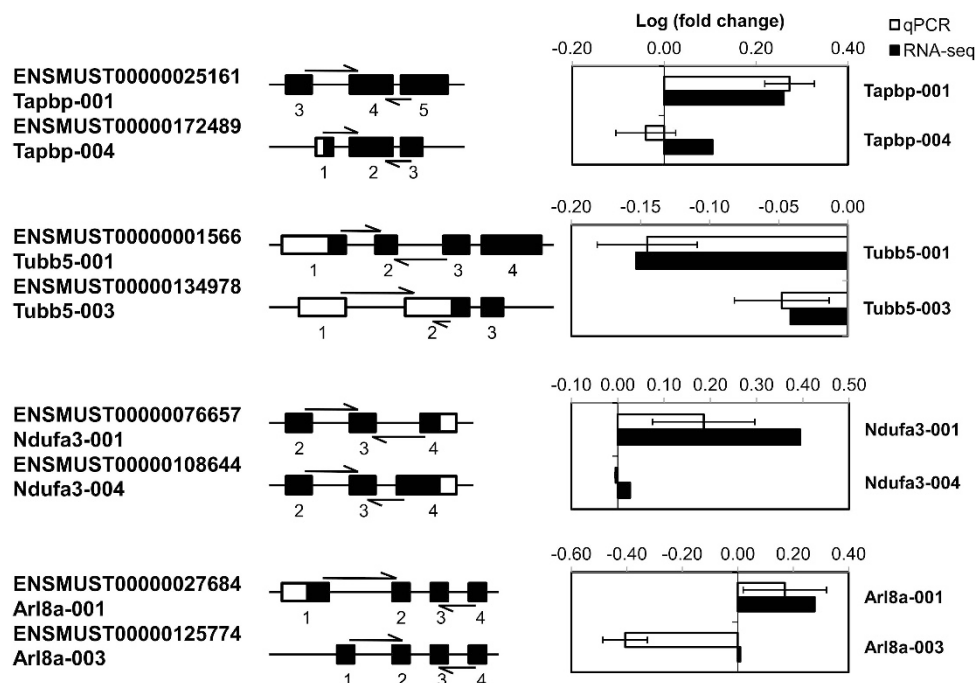 Log (fold change)
qPCR
RNA-seq
-0.20 0.00 0.20 0.40
ENSMUST00000025161
Tapbp-001
3 4 5
Tapbp-001
ENSMUST00000172489
Tapbp-004
1 2 3
Tapbp-004
-0.20 -0.15 -0.10 -0.05 0.00
ENSMUST00000001566
Tubb5-001
1 2 3 4
Tubb5-001
ENSMUST00000134978
Tubb5-003
1 2 3
Tubb5-003
-0.10 0.00 0.10 0.20 0.30 0.40 0.50
ENSMUST00000076657
Ndufa3-001
2 3 4
Ndufa3-001
ENSMUST00000108644
Ndufa3-004
2 3 4
Ndufa3-004
-0.60 -0.40 -0.20 0.00 0.20 0.40
ENSMUST00000027684
Arl8a-001
1 2 3 4
Arl8a-001
ENSMUST00000125774
Arl8a-003
1 2 3 4
Arl8a-003